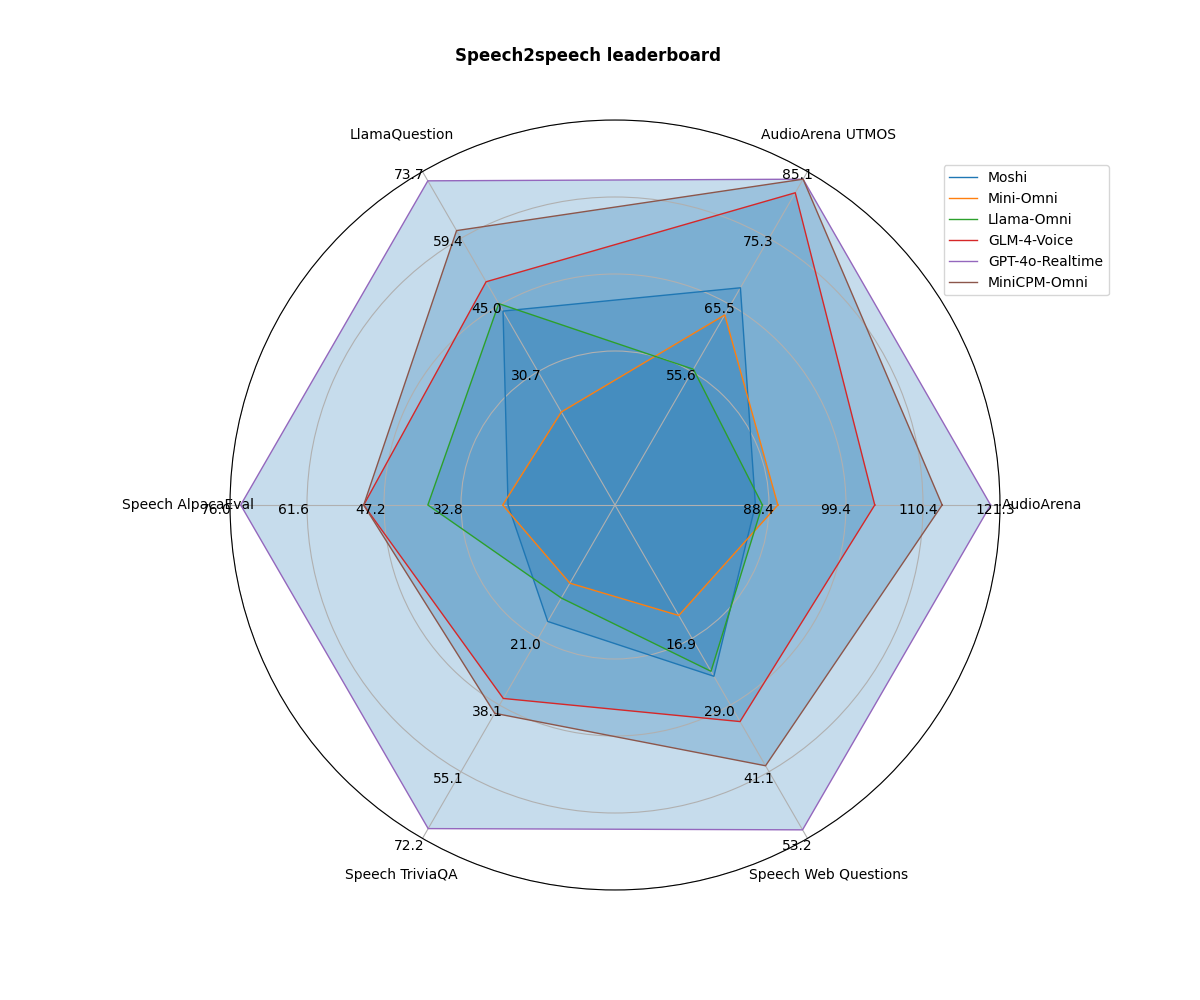 Speech2speech leaderboard
LlamaQuestion
AudioArena UTMOS
73.7
85.1
Moshi
Mini-Omni
Llama-Omni
GLM-4-Voice
GPT-4o-Realtime
MiniCPM-Omni
59.4
75.3
45.0
65.5
30.7
55.6
Speech AlpacaEval
76.0
61.6
47.2
32.8
88.4
99.4
110.4
121.3
AudioArena
21.0
16.9
38.1
29.0
55.1
41.1
72.2
53.2
Speech TriviaQA
Speech Web Questions